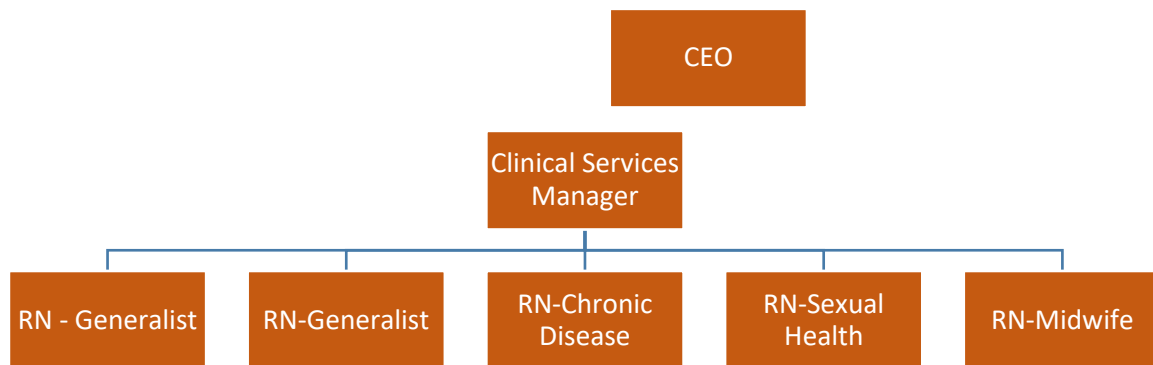 CEO
Clinical Services
Manager
RN - Generalist
RN-Generalist
RN-Chronic
Disease
RN-Sexual
Health
RN-Midwife